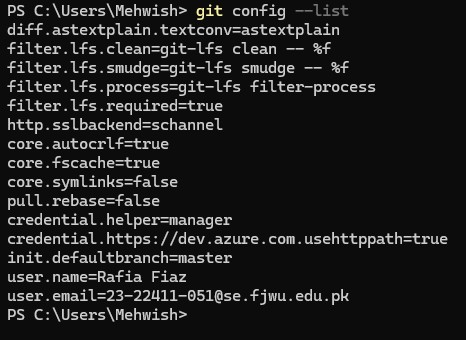 PS C:\Users\Mehwish> git config --list
diff.astextplain.textconv=astextplain
filter.lfs.clean=git-lfs clean -- %f
filter.lfs.smudge=git-lfs smudge -- %f
filter.lfs.process=git-lfs filter-process
filter.lfs.required=true
http.sslbackend=schannel
core.autocrlf=true
core.fscache=true
core.symlinks=false
pull.rebase=false
credential.helper=manager
credential.https://dev.azure.com.usehttppath=true
init.defaultbranch=master
user.name=Rafia Fiaz
user.email=23-22411-051@se.fjwu.edu.pk
PS C:\Users\Mehwish>